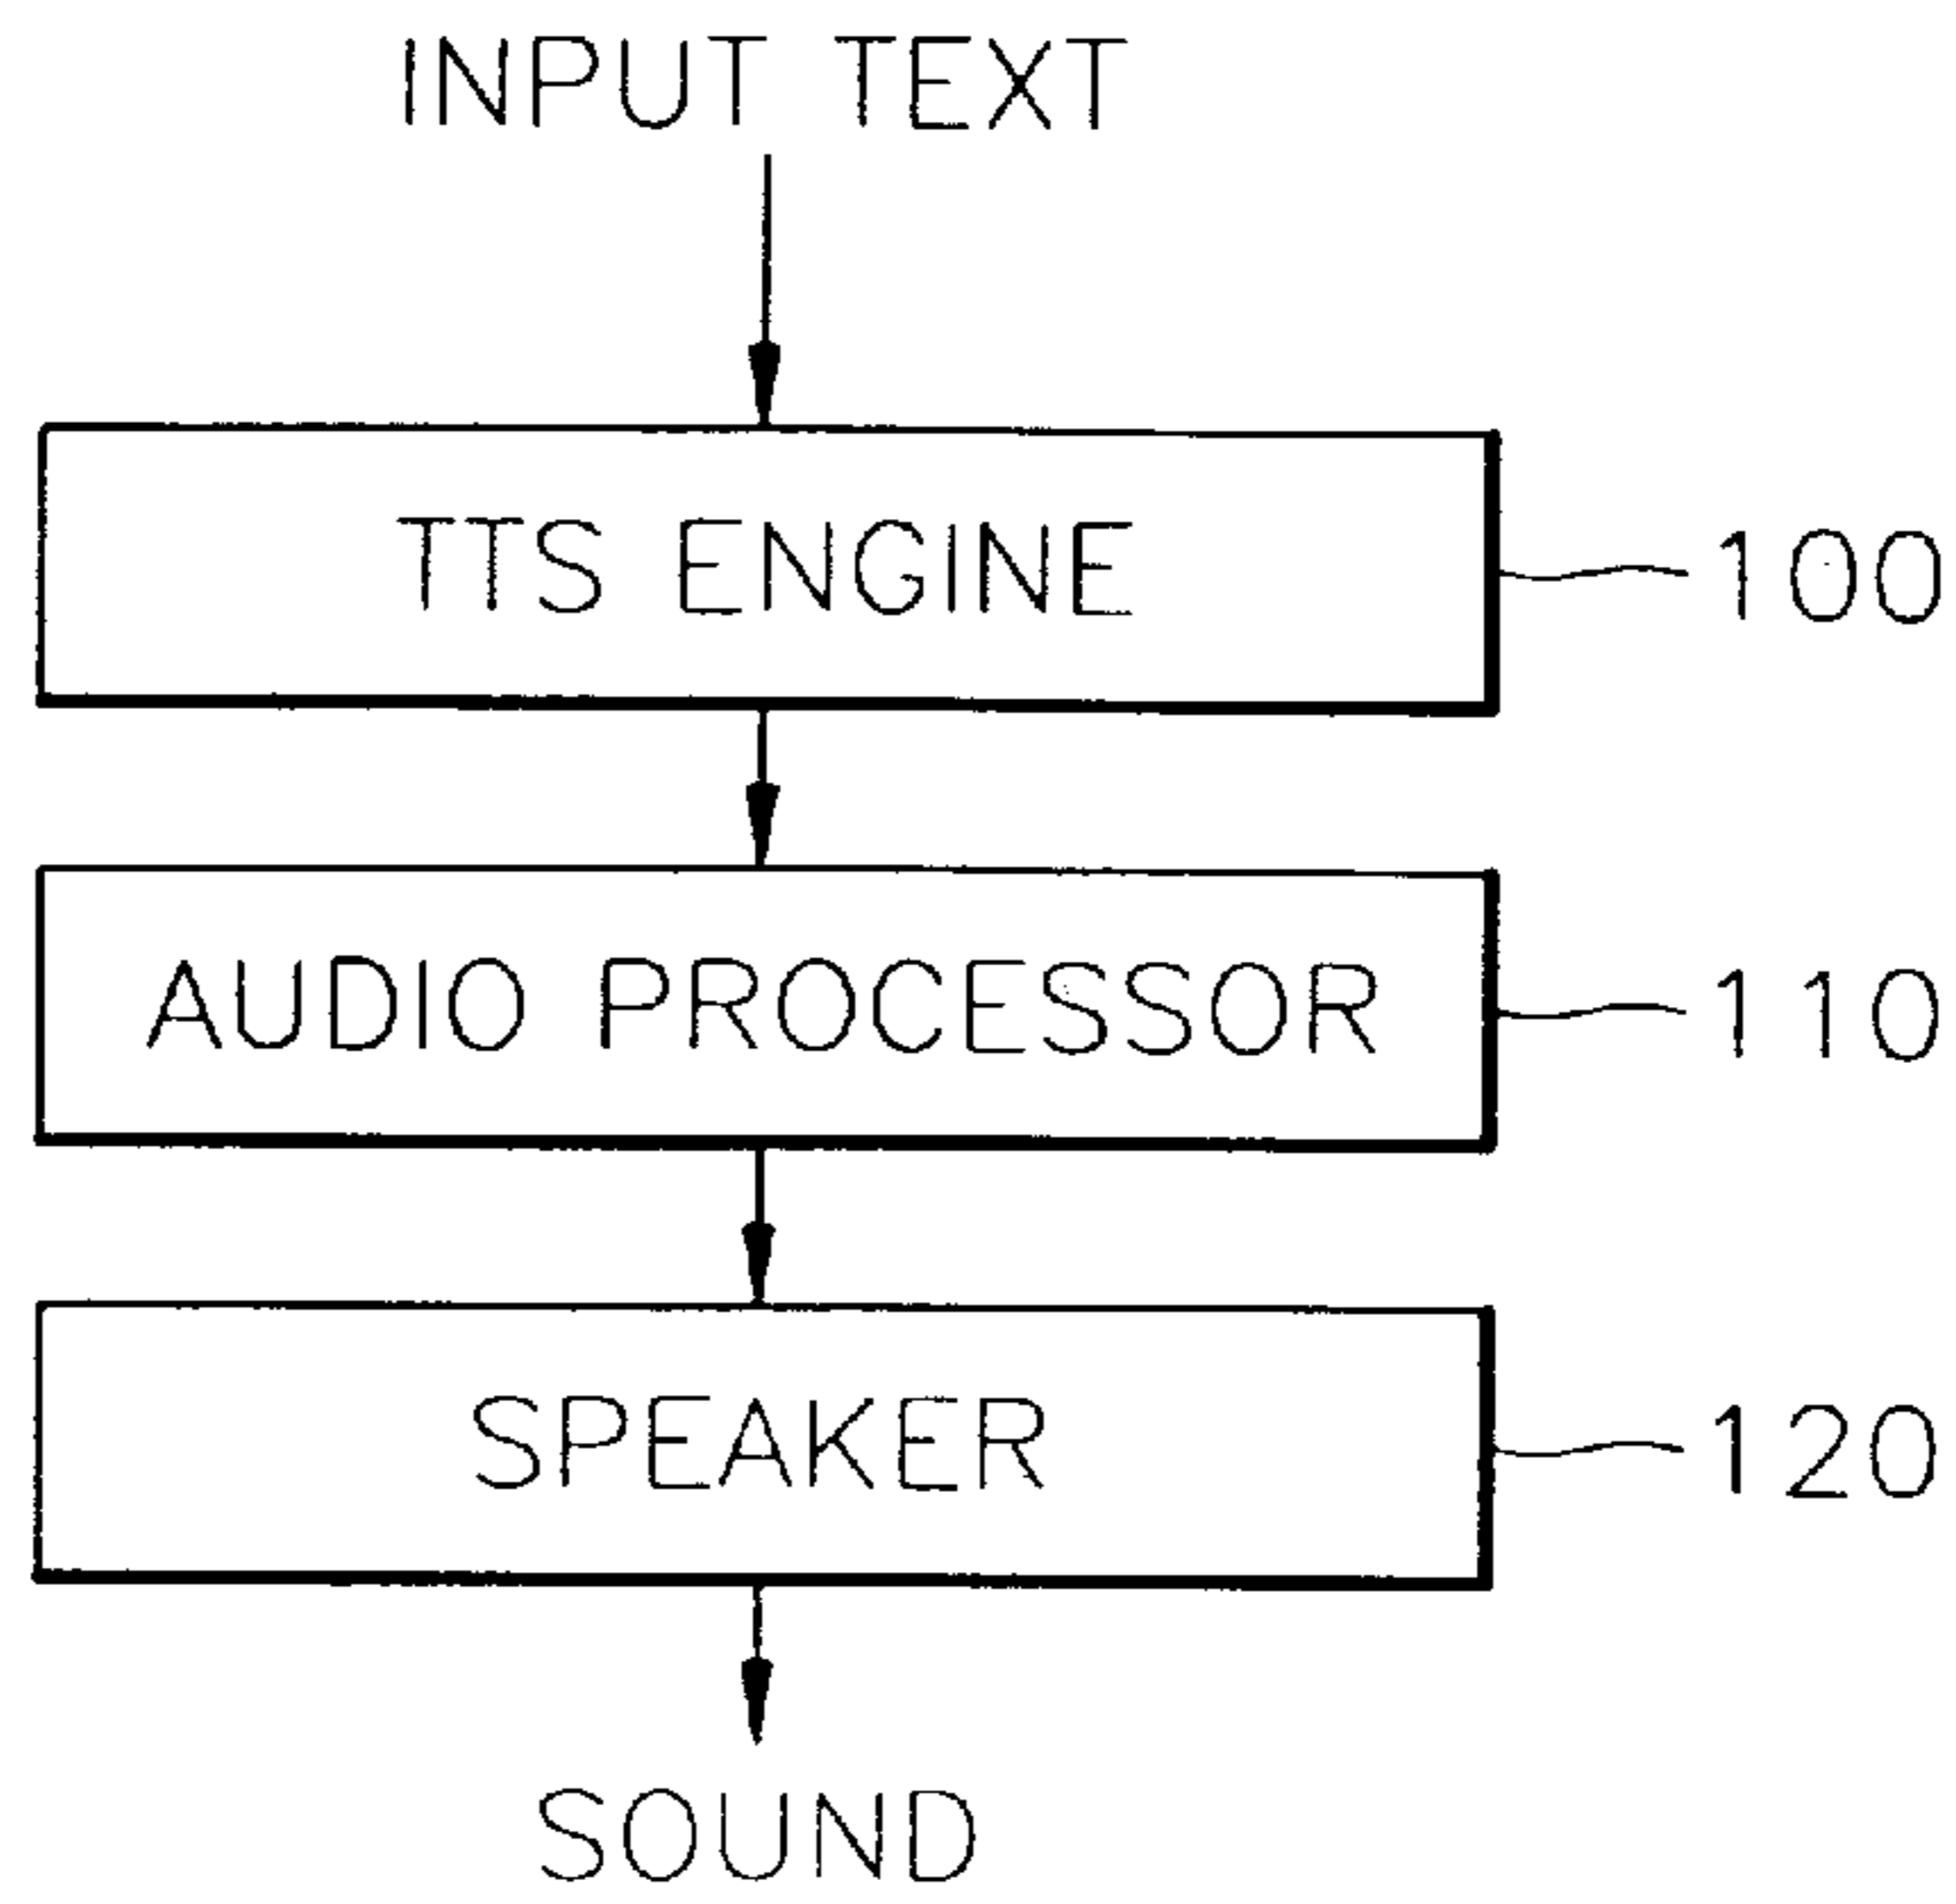 INPUT TEXT
TTS ENGINE
100
AUDIO PROCESSOR
110
SPEAKER
120
SOUND